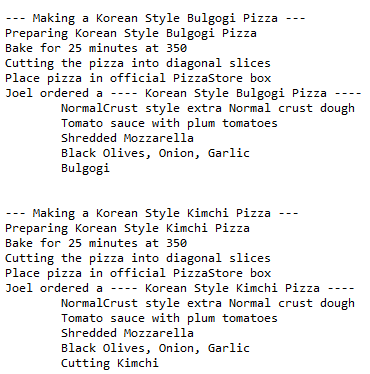 --- Making a Korean Style Bulgogi Pizza ---
Preparing Korean Style Bulgogi Pizza
Bake for 25 minutes at 350
Cutting the pizza into diagonal slices
Place pizza in official PizzaStore box
Joel ordered a ---- Korean Style Bulgogi Pizza ----
NormalCrust style extra Normal crust dough
Tomato sauce with plum tomatoes
Shredded Mozzarella
Black Olives, Onion, Garlic
Bulgogi
--- Making a Korean Style Kimchi Pizza ---
Preparing Korean Style Kimchi Pizza
Bake for 25 minutes at 350
Cutting the pizza into diagonal slices
Place pizza in official PizzaStore box
Joel ordered a ---- Korean Style Kimchi Pizza ----
NormalCrust style extra Normal crust dough
Tomato sauce with plum tomatoes
Shredded Mozzarella
Black Olives, Onion, Garlic
Cutting Kimchi